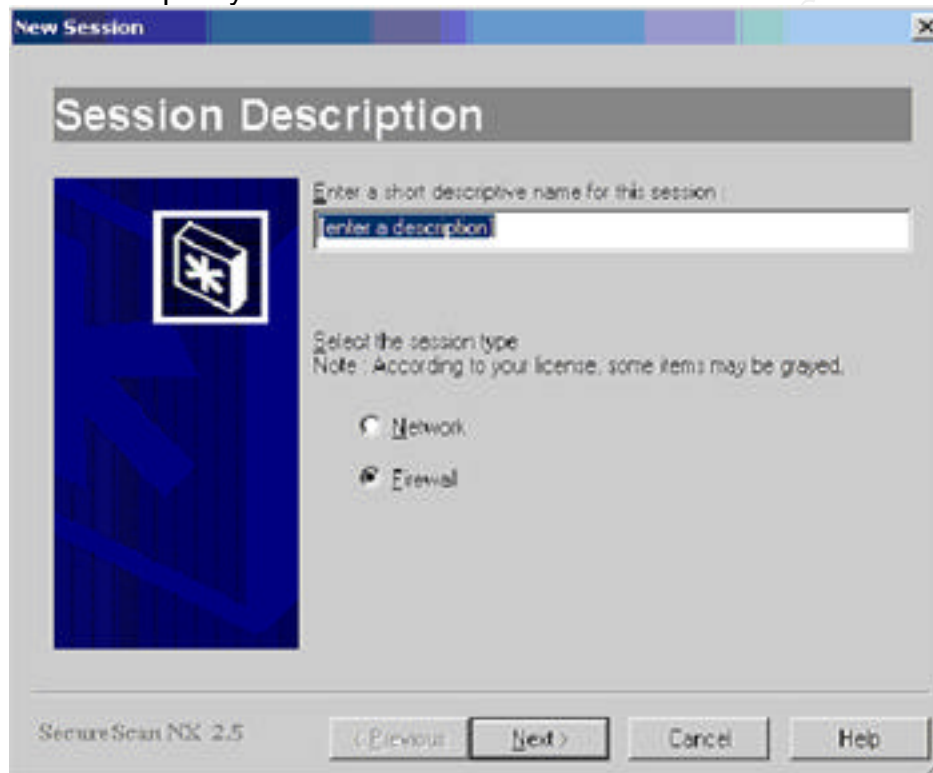 New Session
Session Description
Enter a short descriptive name for this session :
[enter a description]
Select the session type
Note : According to your license, some items may be grayed.
Network
Firewall
SecureScan NX 2.5
< Previous
Next >
Cancel
Help